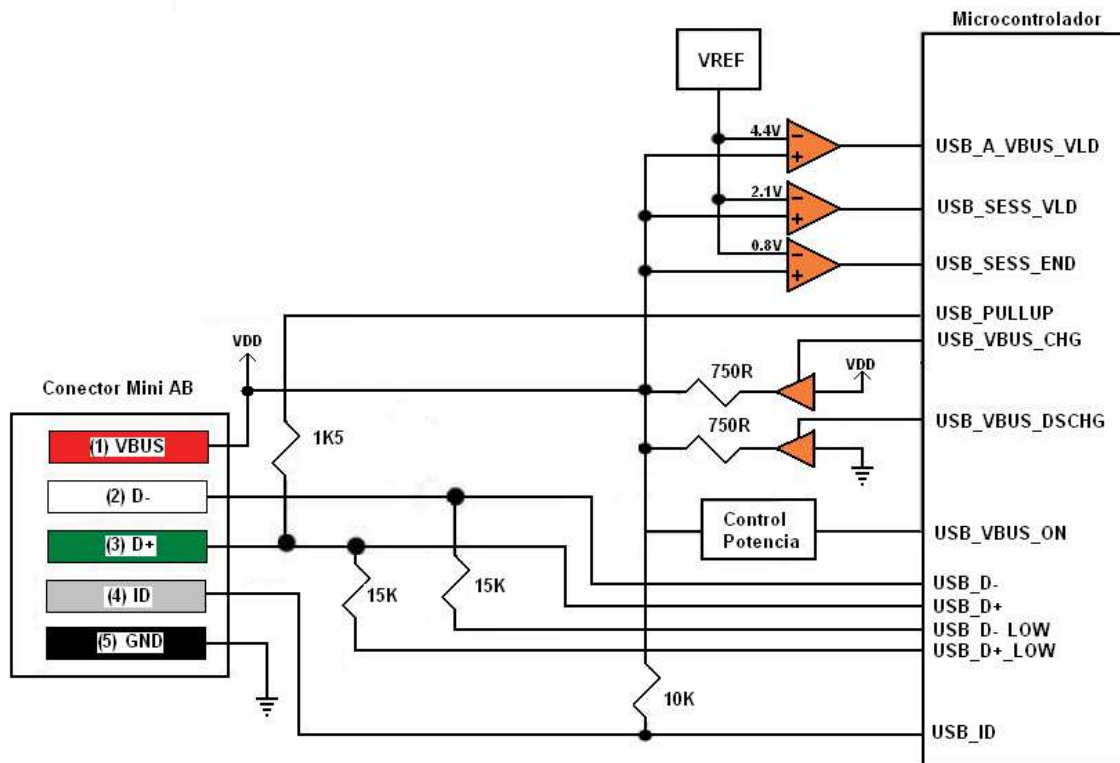 Microcontrolador
VREF
4.4V
−
+
USB_A_VBUS_VLD
2.1V
−
+
USB_SESS_VLD
0.8V
−
+
USB_SESS_END
USB_PULLUP
USB_VBUS_CHG
VDD
750R
VDD
Conector Mini AB
750R
USB_VBUS_DSCHG
1K5
(1) VBUS
(2) D-
(3) D+
(4) ID
(5) GND
Control
Potencia
USB_VBUS_ON
15K
15K
USB_D-
USB_D+
USB_D-_LOW
USB_D+_LOW
10K
USB_ID